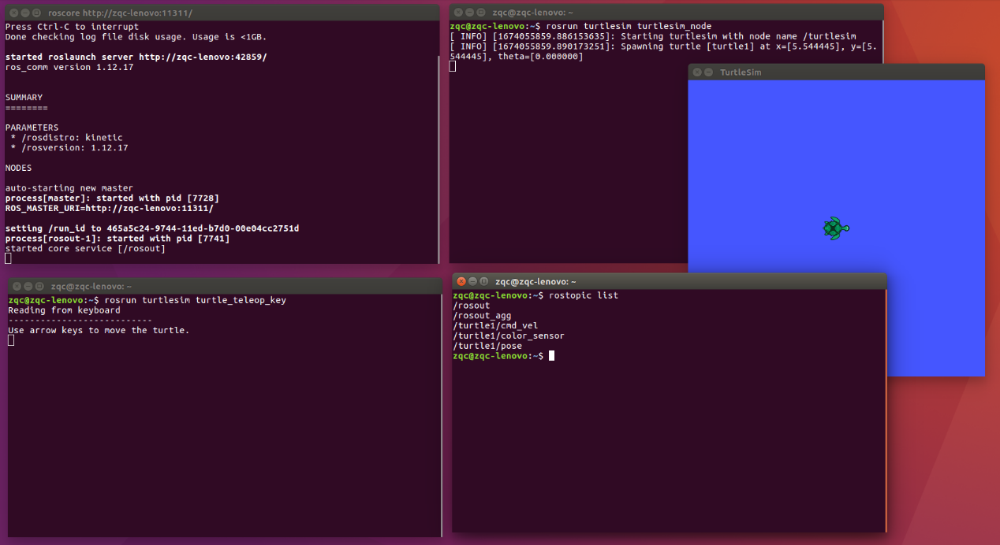 roscore http://zqc-lenovo:11311/
Press Ctrl-C to interrupt
Done checking log file disk usage. Usage is <1GB.
started roslaunch server http://zqc-lenovo:42859/
ros_comm version 1.12.17
SUMMARY
========
PARAMETERS
* /rosdistro: kinetic
* /rosversion: 1.12.17
NODES
auto-starting new master
process[master]: started with pid [7728]
ROS_MASTER_URI=http://zqc-lenovo:11311/
setting /run_id to 465a5c24-9744-11ed-b7d0-00e04cc2751d
process[rosout-1]: started with pid [7741]
started core service [/rosout]
zqc@zqc-lenovo: ~
zqc@zqc-lenovo:~$ rosrun turtlesim turtlesim_node
[ INFO] [1674055859.886153635]: Starting turtlesim with node name /turtlesim
[ INFO] [1674055859.890173251]: Spawning turtle [turtle1] at x=[5.544445], y=[5.
544445], theta=[0.000000]
TurtleSim
zqc@zqc-lenovo: ~
zqc@zqc-lenovo:~$ rosrun turtlesim turtle_teleop_key
Reading from keyboard
---------------------------
Use arrow keys to move the turtle.
zqc@zqc-lenovo: ~
zqc@zqc-lenovo:~$ rostopic list
/rosout
/rosout_agg
/turtle1/cmd_vel
/turtle1/color_sensor
/turtle1/pose
zqc@zqc-lenovo:~$